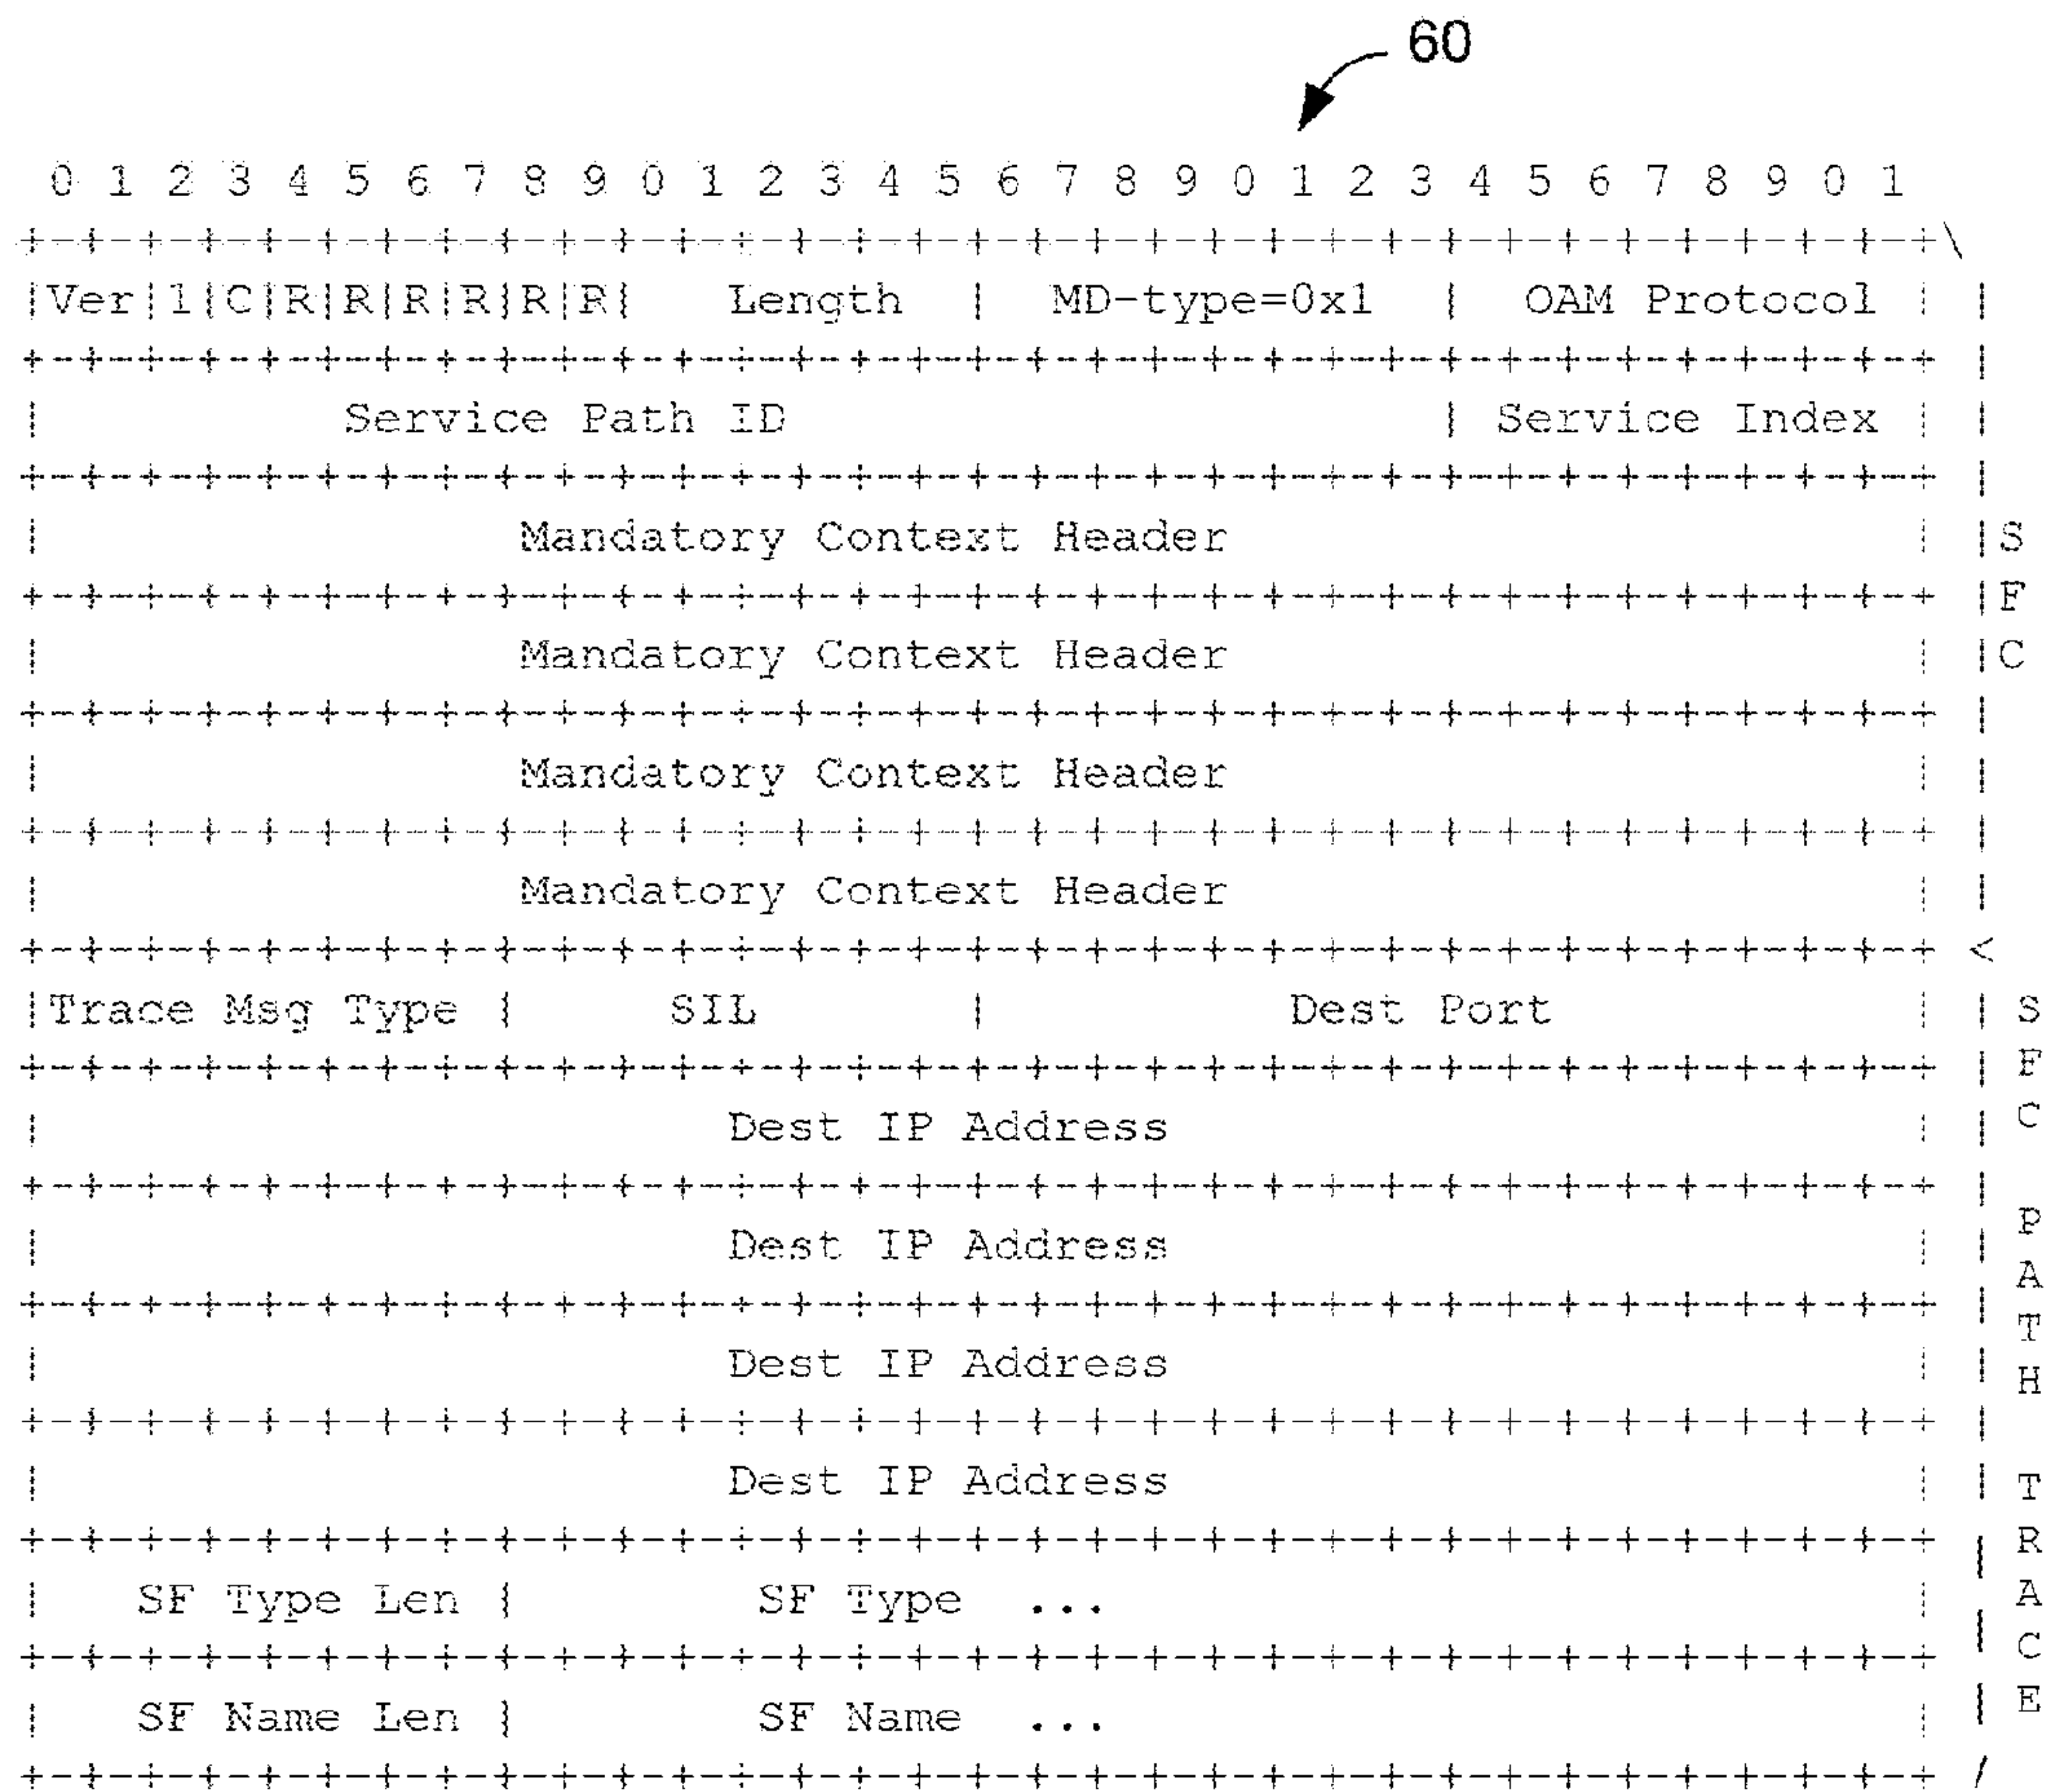 60
 0 1 2 3 4 5 6 7 8 9 0 1 2 3 4 5 6 7 8 9 0 1 2 3 4 5 6 7 8 9 0 1
+-+-+-+-+-+-+-+-+-+-+-+-+-+-+-+-+-+-+-+-+-+-+-+-+-+-+-+-+-+-+-+-+\
|Ver|1|C|R|R|R|R|R|R|   Length  |  MD-type=0x1  |  OAM Protocol | |
+-+-+-+-+-+-+-+-+-+-+-+-+-+-+-+-+-+-+-+-+-+-+-+-+-+-+-+-+-+-+-+-+ |
|          Service Path ID                      | Service Index | |
+-+-+-+-+-+-+-+-+-+-+-+-+-+-+-+-+-+-+-+-+-+-+-+-+-+-+-+-+-+-+-+-+ |
|                Mandatory Context Header                       | |S
+-+-+-+-+-+-+-+-+-+-+-+-+-+-+-+-+-+-+-+-+-+-+-+-+-+-+-+-+-+-+-+-+ |F
|                Mandatory Context Header                       | |C
+-+-+-+-+-+-+-+-+-+-+-+-+-+-+-+-+-+-+-+-+-+-+-+-+-+-+-+-+-+-+-+-+ |
|                Mandatory Context Header                       | |
+-+-+-+-+-+-+-+-+-+-+-+-+-+-+-+-+-+-+-+-+-+-+-+-+-+-+-+-+-+-+-+-+ |
|                Mandatory Context Header                       | |
+-+-+-+-+-+-+-+-+-+-+-+-+-+-+-+-+-+-+-+-+-+-+-+-+-+-+-+-+-+-+-+-+ <
|Trace Msg Type |     SIL       |          Dest Port            | | S
+-+-+-+-+-+-+-+-+-+-+-+-+-+-+-+-+-+-+-+-+-+-+-+-+-+-+-+-+-+-+-+-+ | F
|                       Dest IP Address                         | | C
+-+-+-+-+-+-+-+-+-+-+-+-+-+-+-+-+-+-+-+-+-+-+-+-+-+-+-+-+-+-+-+-+ |
|                       Dest IP Address                         | | P
+-+-+-+-+-+-+-+-+-+-+-+-+-+-+-+-+-+-+-+-+-+-+-+-+-+-+-+-+-+-+-+-+ | A
|                       Dest IP Address                         | | T
+-+-+-+-+-+-+-+-+-+-+-+-+-+-+-+-+-+-+-+-+-+-+-+-+-+-+-+-+-+-+-+-+ | H
|                       Dest IP Address                         | | T
+-+-+-+-+-+-+-+-+-+-+-+-+-+-+-+-+-+-+-+-+-+-+-+-+-+-+-+-+-+-+-+-+ | R
|   SF Type Len |        SF Type  ...                           | | A
+-+-+-+-+-+-+-+-+-+-+-+-+-+-+-+-+-+-+-+-+-+-+-+-+-+-+-+-+-+-+-+-+ | C
|   SF Name Len |        SF Name  ...                           | | E
+-+-+-+-+-+-+-+-+-+-+-+-+-+-+-+-+-+-+-+-+-+-+-+-+-+-+-+-+-+-+-+-+ /